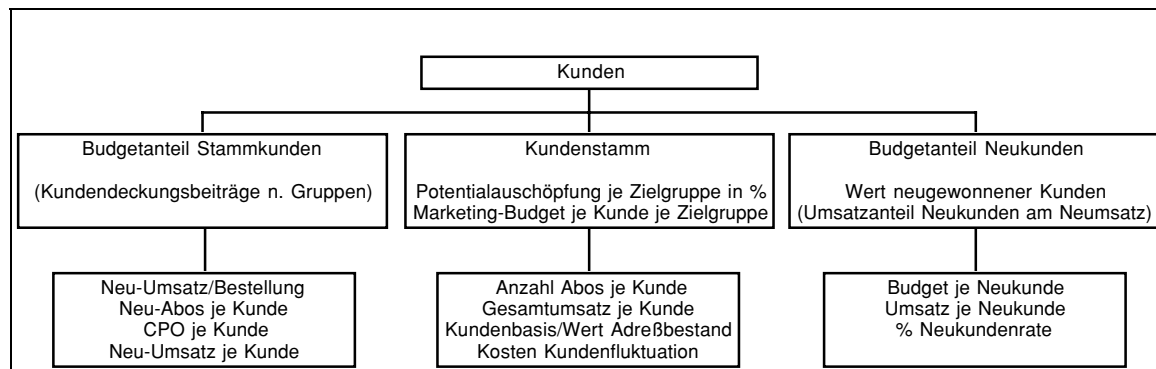 Kunden
Budgetanteil Stammkunden
(Kundendeckungsbeiträge n. Gruppen)
Kundenstamm
Potentialauschöpfung je Zielgruppe in %
Marketing-Budget je Kunde je Zielgruppe
Budgetanteil Neukunden
Wert neugewonnener Kunden
(Umsatzanteil Neukunden am Neumsatz)
Neu-Umsatz/Bestellung
Neu-Abos je Kunde
CPO je Kunde
Neu-Umsatz je Kunde
Anzahl Abos je Kunde
Gesamtumsatz je Kunde
Kundenbasis/Wert Adreßbestand
Kosten Kundenfluktuation
Budget je Neukunde
Umsatz je Neukunde
% Neukundenrate